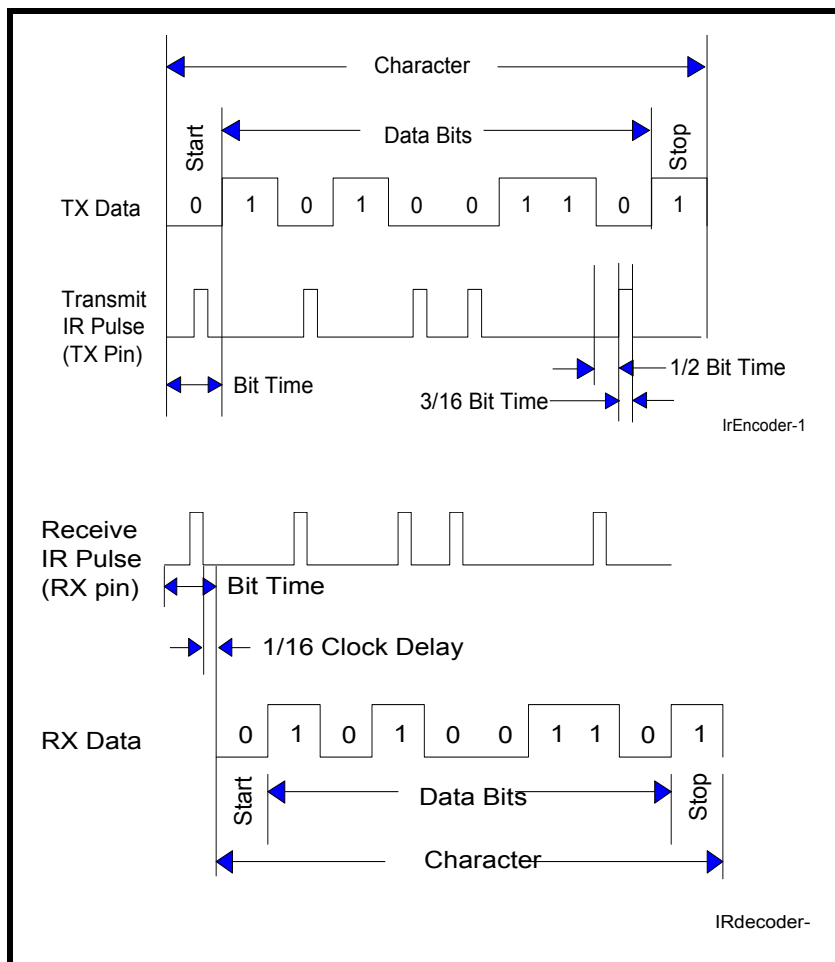 Character
Start
Data Bits
Stop
TX Data
0 1 0 1 0 0 1 1 0 1
Transmit
IR Pulse
(TX Pin)
Bit Time
1/2 Bit Time
3/16 Bit Time
IrEncoder-1
Receive
IR Pulse
(RX pin)
Bit Time
1/16 Clock Delay
RX Data
0 1 0 1 0 0 1 1 0 1
Start
Data Bits
Stop
Character
IRdecoder-